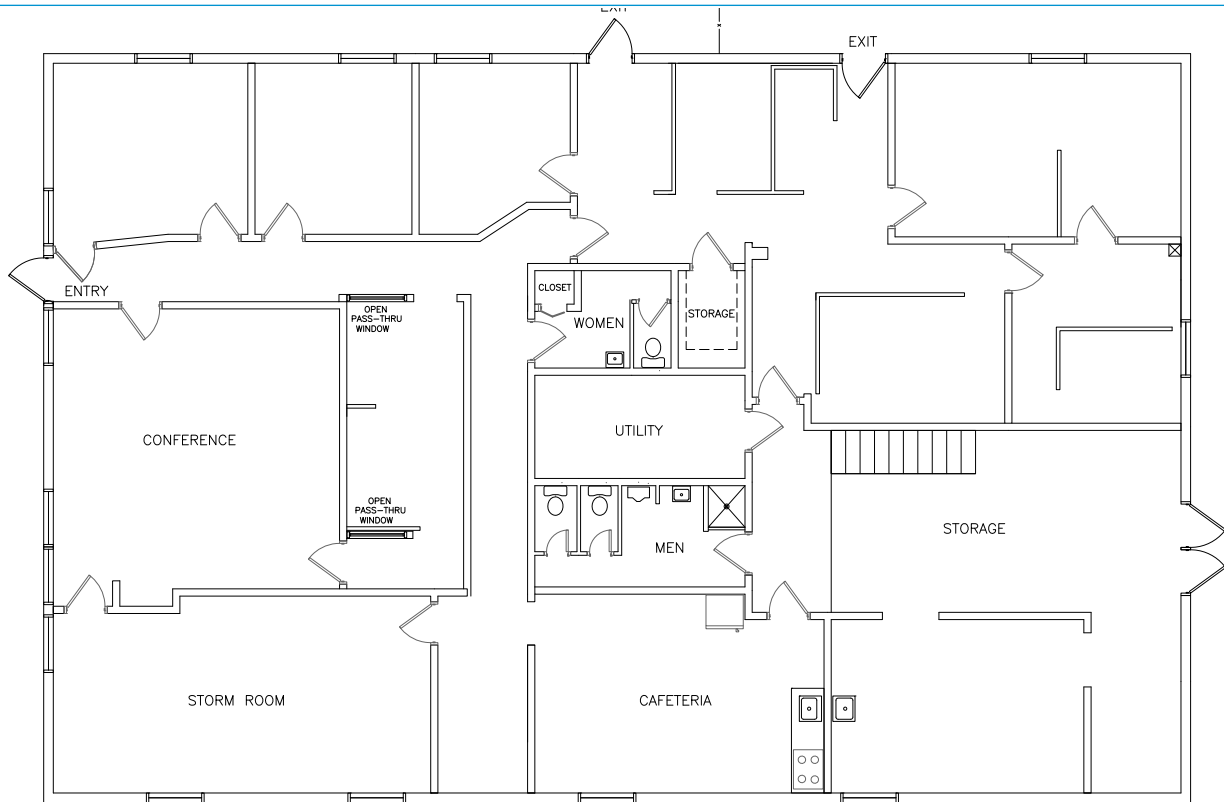 EXIT
EXIT
ENTRY
CLOSET
OPEN
PASS-THRU
WINDOW
WOMEN
STORAGE
CONFERENCE
UTILITY
OPEN
PASS-THRU
WINDOW
STORAGE
MEN
STORM ROOM
CAFETERIA